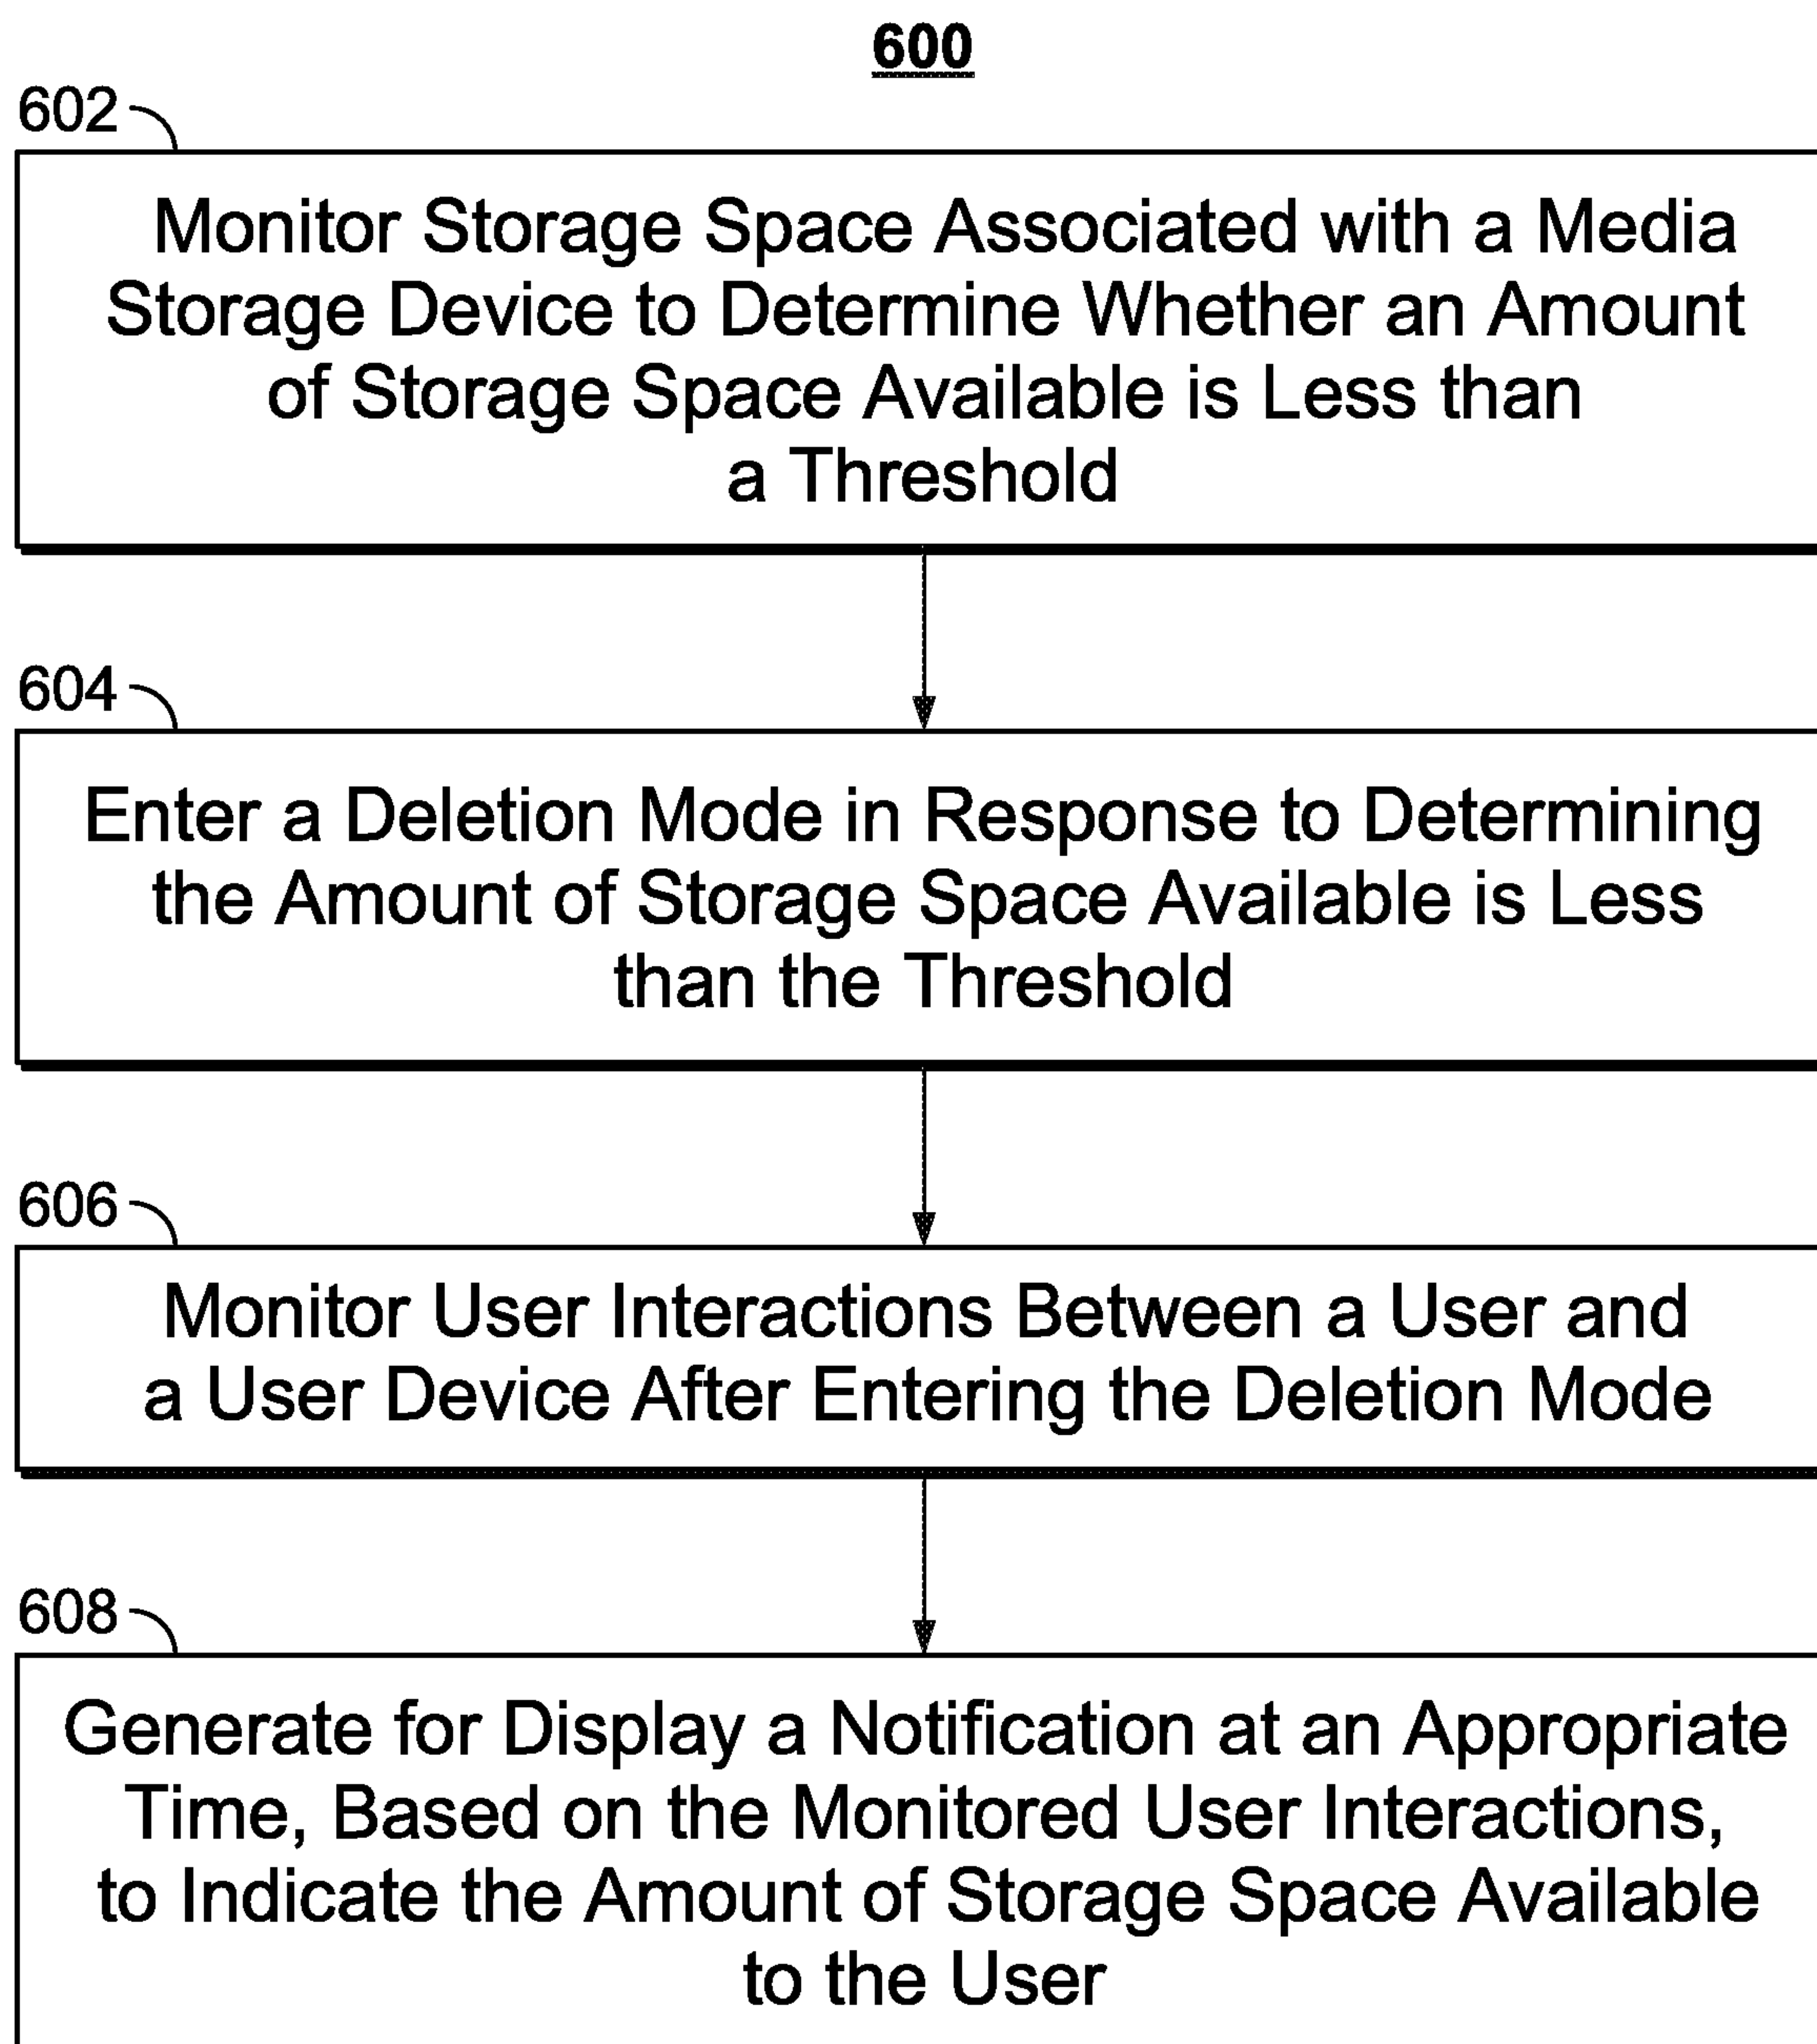 600
602
Monitor Storage Space Associated with a Media
Storage Device to Determine Whether an Amount
of Storage Space Available is Less than
a Threshold
604
Enter a Deletion Mode in Response to Determining
the Amount of Storage Space Available is Less
than the Threshold
606
Monitor User Interactions Between a User and
a User Device After Entering the Deletion Mode
608
Generate for Display a Notification at an Appropriate
Time, Based on the Monitored User Interactions,
to Indicate the Amount of Storage Space Available
to the User